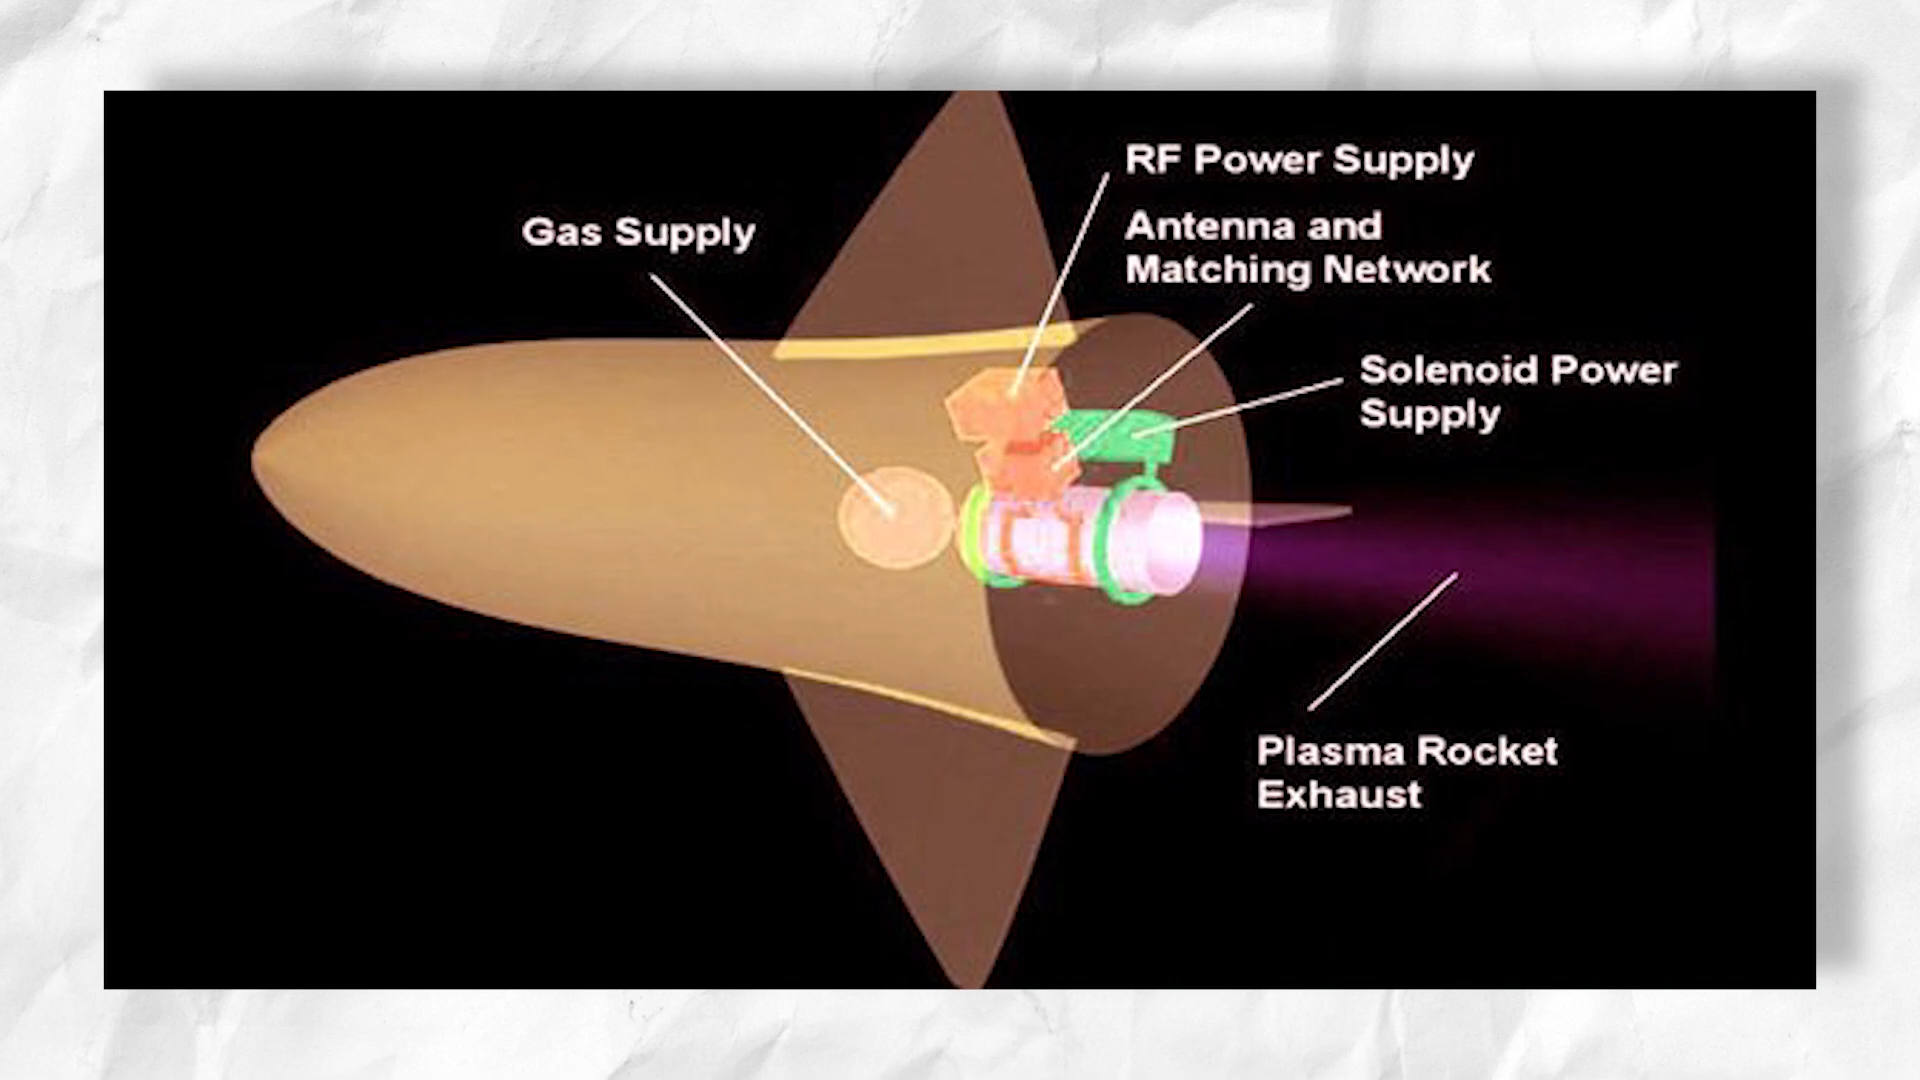 Gas Supply
RF Power Supply
Antenna and
Matching Network
Solenoid Power
Supply
Plasma Rocket
Exhaust